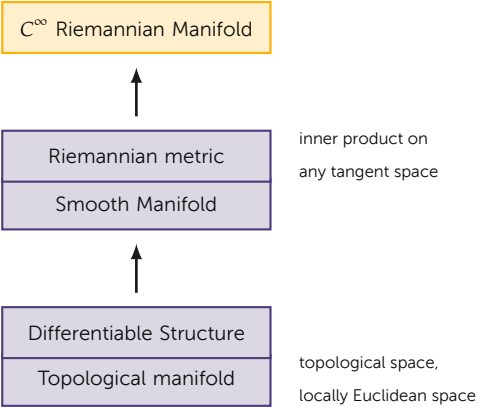 C∞ Riemannian Manifold
inner product on
Riemannian metric
any tangent space
Smooth Manifold
Differentiable Structure
topological space,
Topological manifold
locally Euclidean space